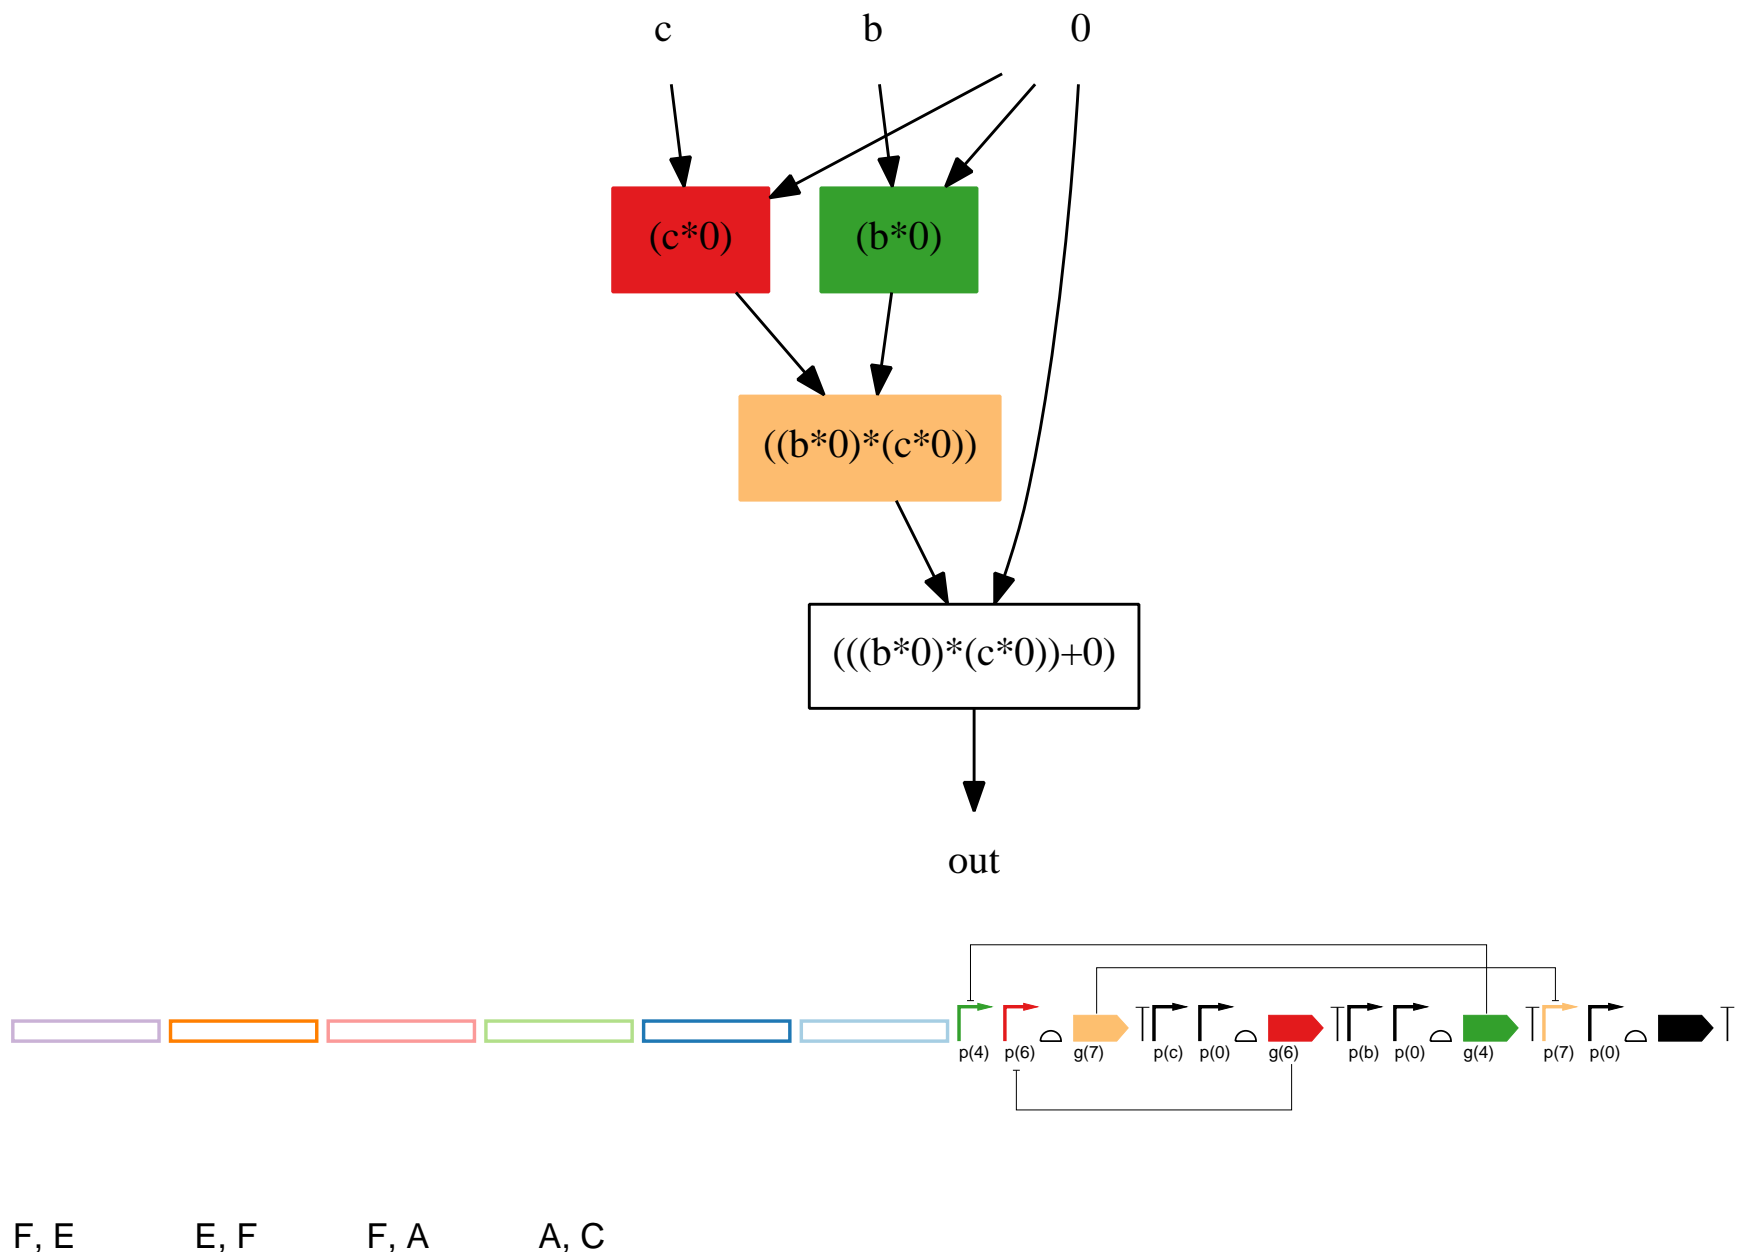 c b 0
(c*0) (b*0)
((b*0)*(c*0))
(((b*0)*(c*0))+0)
out
p(4) p(6) g(7) p(c) p(0) g(6) p(b) p(0) g(4) p(7) p(0)
F, E E, F F, A A, C